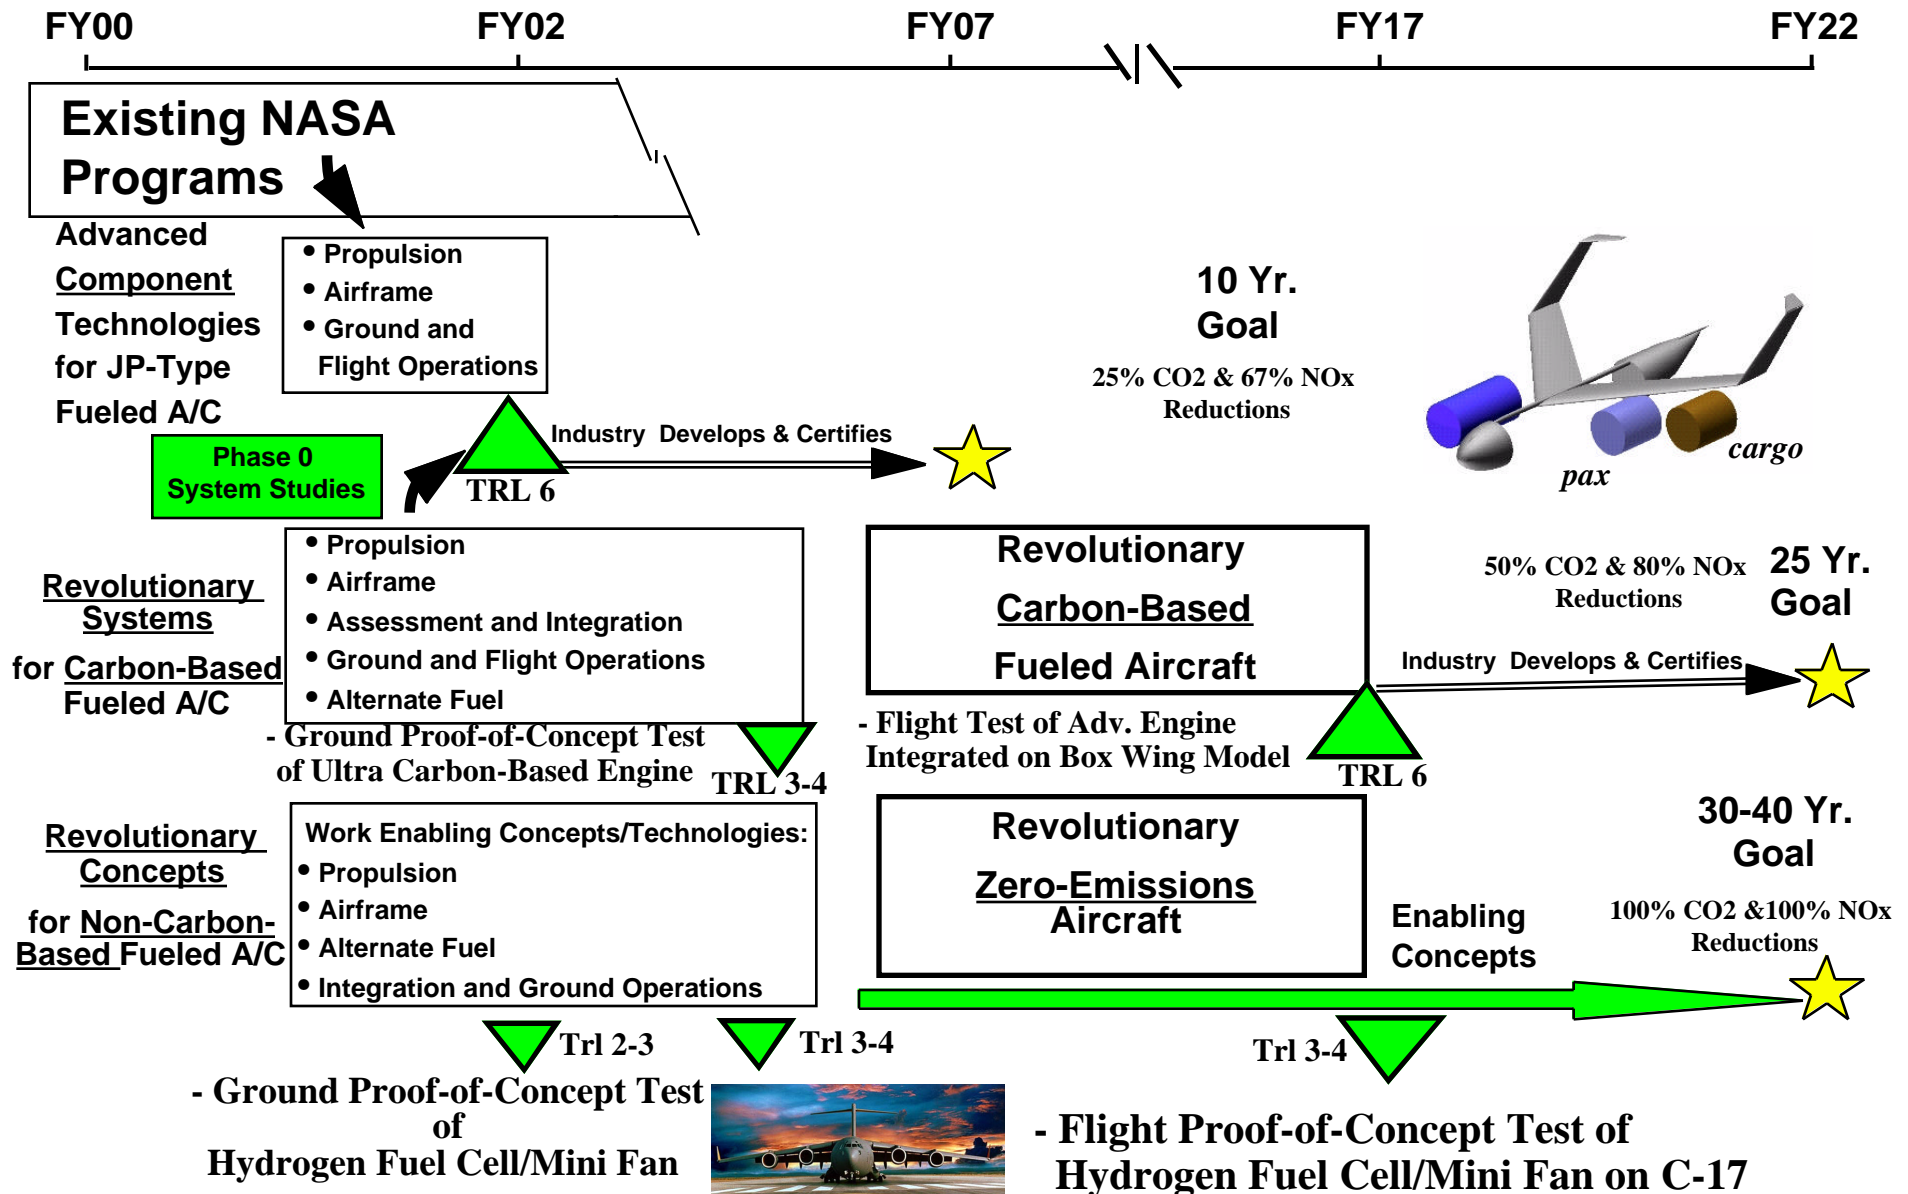 FY00 FY02 FY07 FY17 FY22
Existing NASA
Programs
Advanced
Component
Technologies
for JP-Type
Fueled A/C
• Propulsion
• Airframe
• Ground and
Flight Operations
10 Yr.
Goal
25% CO2 & 67% NOx
Reductions
pax
cargo
Phase 0
System Studies
TRL 6
Industry Develops & Certifies
Revolutionary
Systems
for Carbon-Based
Fueled A/C
• Propulsion
• Airframe
• Assessment and Integration
• Ground and Flight Operations
• Alternate Fuel
- Ground Proof-of-Concept Test
of Ultra Carbon-Based Engine
TRL 3-4
Revolutionary
Carbon-Based
Fueled Aircraft
- Flight Test of Adv. Engine
Integrated on Box Wing Model
TRL 6
50% CO2 & 80% NOx
Reductions
25 Yr.
Goal
Industry Develops & Certifies
Revolutionary
Concepts
for Non-Carbon-
Based Fueled A/C
Work Enabling Concepts/Technologies:
• Propulsion
• Airframe
• Alternate Fuel
• Integration and Ground Operations
Revolutionary
Zero-Emissions
Aircraft
Enabling
Concepts
30-40 Yr.
Goal
100% CO2 &100% NOx
Reductions
Trl 2-3
Trl 3-4
Trl 3-4
- Ground Proof-of-Concept Test
of
Hydrogen Fuel Cell/Mini Fan
- Flight Proof-of-Concept Test of
Hydrogen Fuel Cell/Mini Fan on C-17